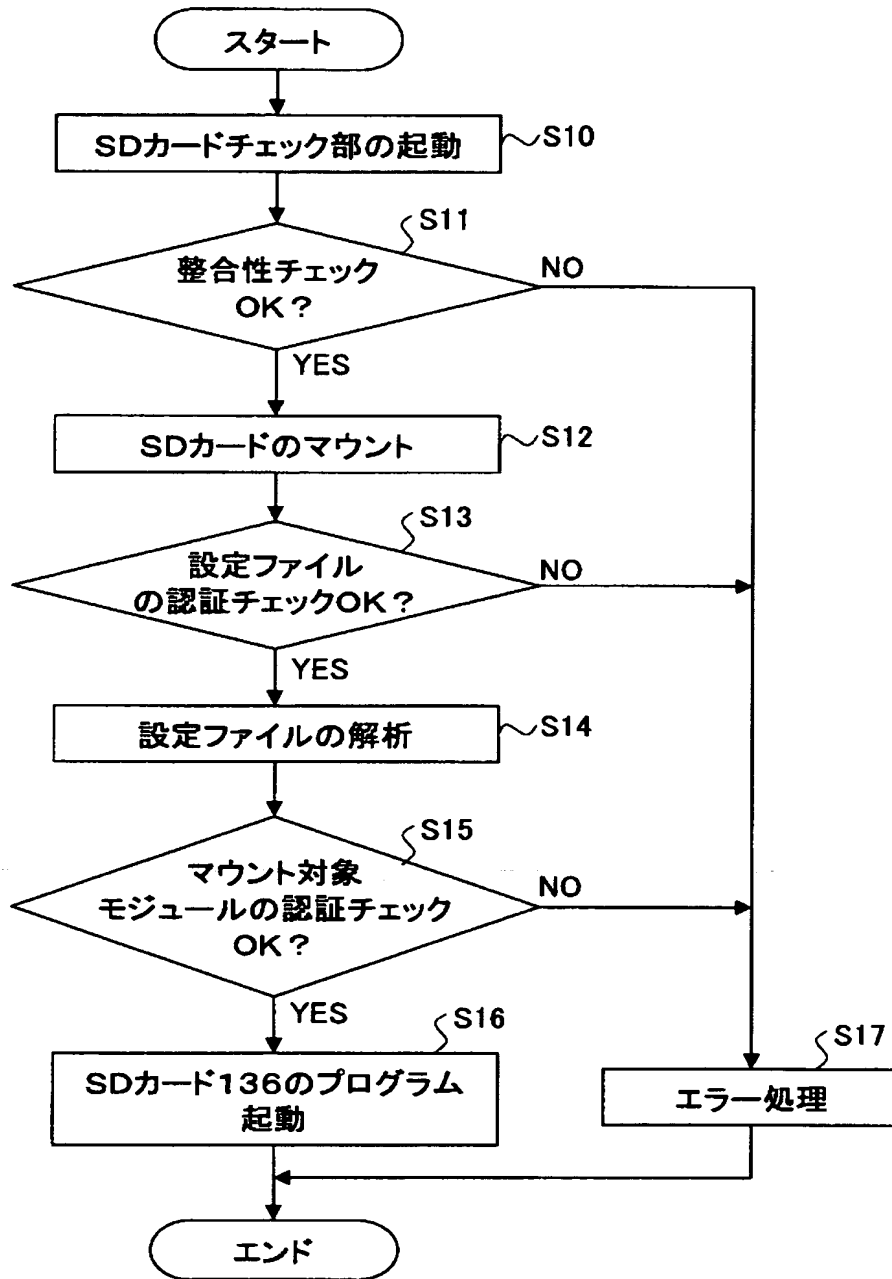 スタート
SDカードチェック部の起動
S10
S11
整合性チェック
OK?
NO
YES
SDカードのマウント
S12
S13
設定ファイル
の認証チェックOK?
NO
YES
設定ファイルの解析
S14
S15
マウント対象
モジュールの認証チェック
OK?
NO
YES
S16
SDカード136のプログラム
起動
S17
エラー処理
エンド